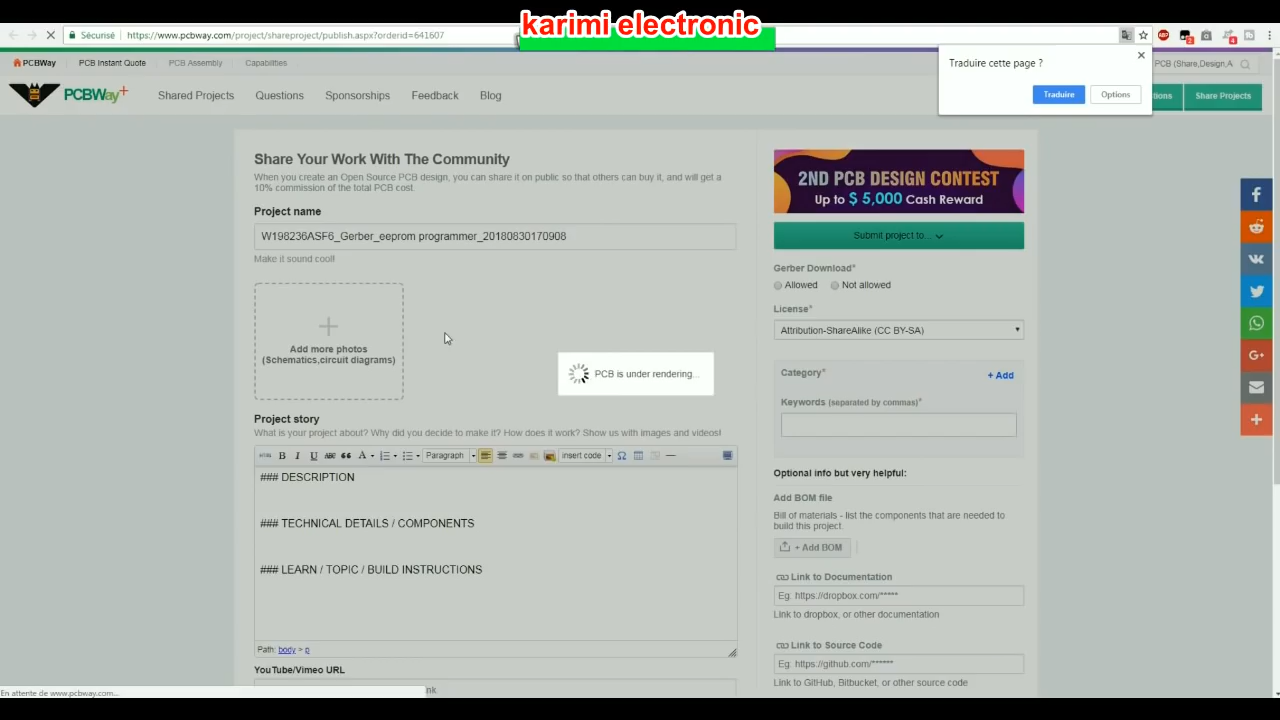 karimi electronic
Sécurisé https://www.pcbway.com/project/shareproject/publish.aspx?orderid=641607
Traduire cette page ?
Traduire Options
PCBWay PCB Instant Quote PCB Assembly Capabilities
PCB (Share,Design,A
PCBWay+ Shared Projects Questions Sponsorships Feedback Blog
Share Projects
Share Your Work With The Community
When you create an Open Source PCB design, you can share it on public so that others can buy it, and will get a
10% commission of the total PCB cost.
Project name
W198236ASF6_Gerber_eeprom programmer_20180830170908
Make it sound cool!
+
Add more photos
(Schematics,circuit diagrams)
PCB is under rendering...
Project story
What is your project about? Why did you decide to make it? How does it work? Show us with images and videos!
HTML B I U ABC A Paragraph insert code Ω
### DESCRIPTION
### TECHNICAL DETAILS / COMPONENTS
### LEARN / TOPIC / BUILD INSTRUCTIONS
Path: body > p
YouTube/Vimeo URL
nk
2ND PCB DESIGN CONTEST
Up to $ 5,000 Cash Reward
Submit project to...
Gerber Download*
Allowed Not allowed
License*
Attribution-ShareAlike (CC BY-SA)
Category*
+ Add
Keywords (separated by commas)*
Optional info but very helpful:
Add BOM file
Bill of materials - list the components that are needed to
build this project.
+ Add BOM
Link to Documentation
Eg: https://dropbox.com/*****
Link to dropbox, or other documentation
Link to Source Code
Eg: https://github.com/******
Link to GitHub, Bitbucket, or other source code
En attente de www.pcbway.com...